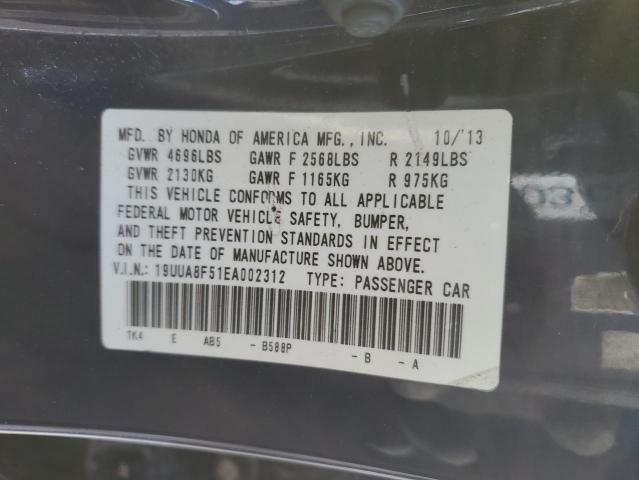 MFD. BY HONDA OF AMERICA MFG., INC. 10/'13
GVWR 4696LBS GAWR F 2568LBS R 2149LBS
GVWR 2130KG GAWR F 1165KG R 975KG
THIS VEHICLE CONFORMS TO ALL APPLICABLE
FEDERAL MOTOR VEHICLE SAFETY, BUMPER,
AND THEFT PREVENTION STANDARDS IN EFFECT
ON THE DATE OF MANUFACTURE SHOWN ABOVE.
V.I.N.: 19UUA8F51EA002312 TYPE: PASSENGER CAR
TK4 E AB5 - B588P - B - A